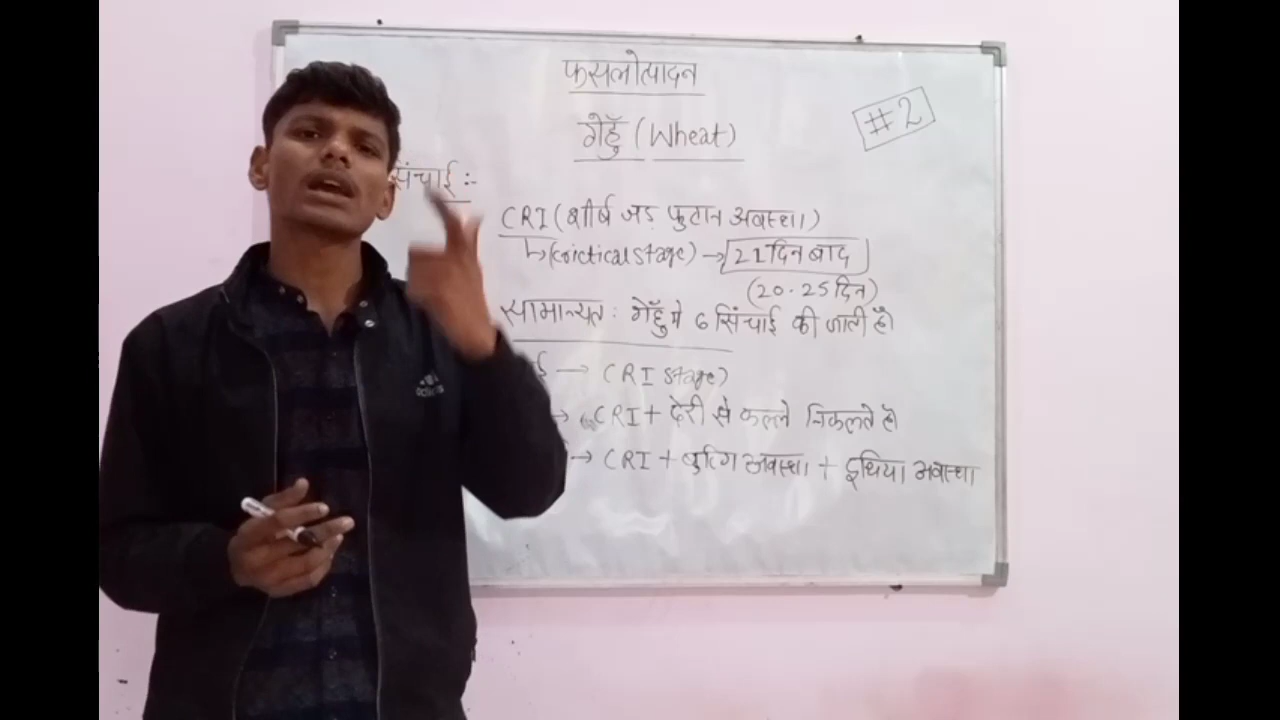 फसलोत्पादन
#2
गेहूँ (Wheat)
सिंचाई :-
CRI (शीर्ष जड़ फुटान अवस्था)
↳ (crictical stage) → 21 दिन बाद
(20-25 दिन)
सामान्यत: गेहूँ मे 6 सिंचाई की जाती है
ई → CRI stage)
→ CRI + देरी से कल्ले निकलते हो
→ CRI + बुटिंग अवस्था + दुधिया अवस्था